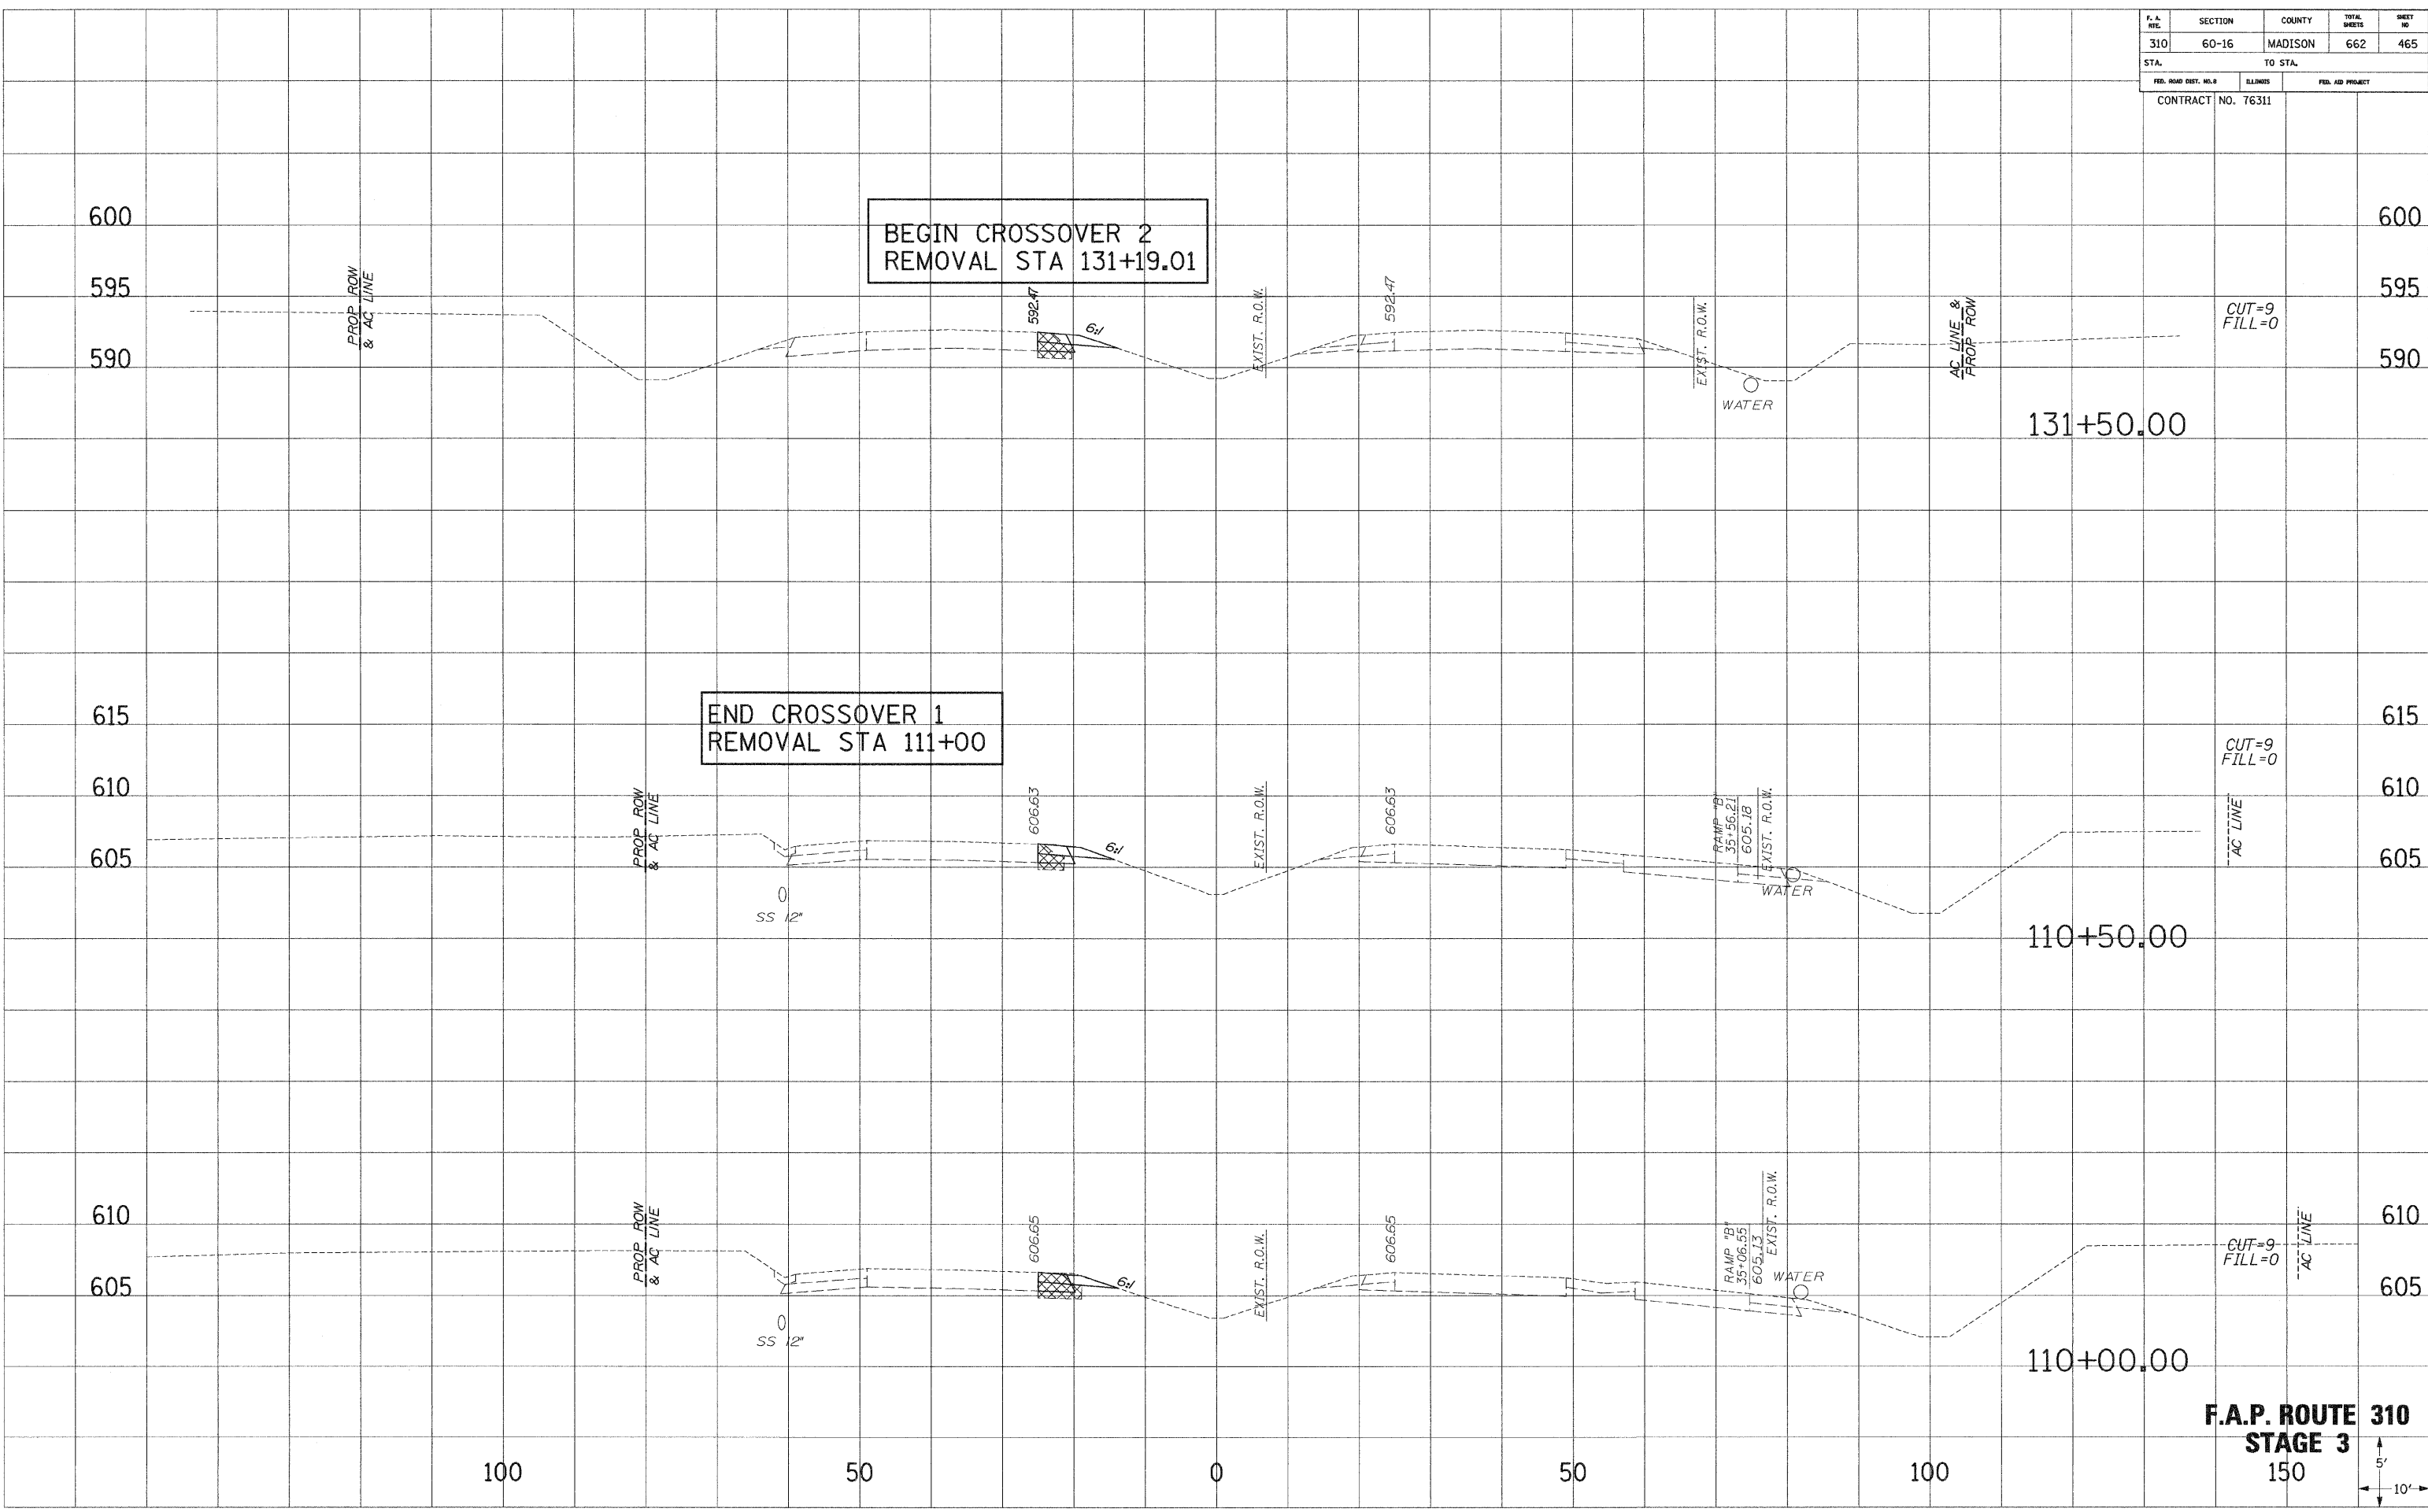 F. A. RTE. SECTION COUNTY TOTAL SHEETS SHEET NO
310 60-16 MADISON 662 465
STA. TO STA.
FED. ROAD DIST. NO.8 ILLINOIS FED. AID PROJECT
CONTRACT NO. 76311
600 600
BEGIN CROSSOVER 2
REMOVAL STA 131+19.01
595 595
PROP ROW
& AC LINE
592.47
6:1
EXIST. R.O.W.
592.47
EXIST. R.O.W.
AC LINE &
PROP ROW
CUT=9
FILL=0
590 590
WATER
131+50.00
615 615
END CROSSOVER 1
REMOVAL STA 111+00
CUT=9
FILL=0
610 610
PROP ROW
& AC LINE
606.63
6:1
EXIST. R.O.W.
606.63
RAMP "B"
35+56.21
605.18
EXIST. R.O.W.
AC LINE
605 605
WATER
SS 12"
110+50.00
610 610
PROP ROW
& AC LINE
606.65
6:1
EXIST. R.O.W.
606.65
RAMP "B"
35+06.55
605.13
EXIST. R.O.W.
WATER
CUT=9
FILL=0
AC LINE
605 605
SS 12"
110+00.00
F.A.P. ROUTE 310
STAGE 3
100 50 0 50 100 150
5'
10'